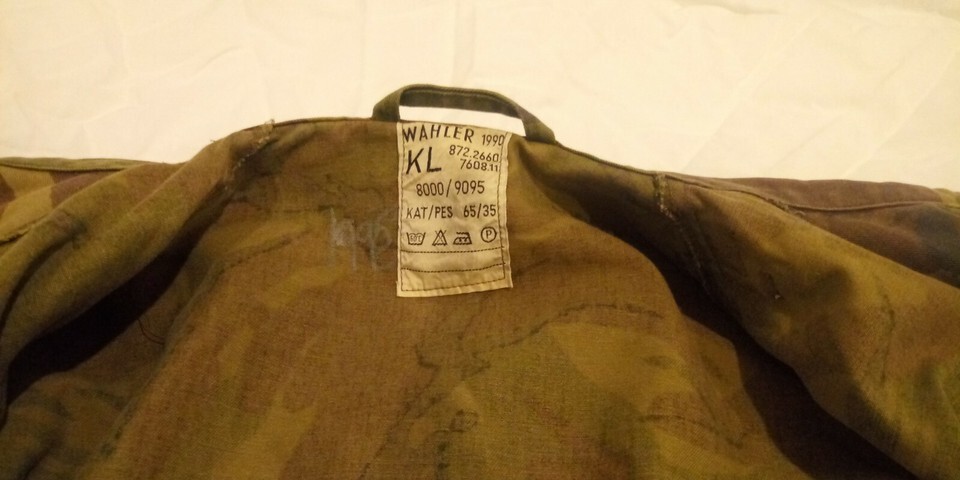 WAHLER 1990
KL 872.2660
7608.11
8000/9095
KAT/PES 65/35
P